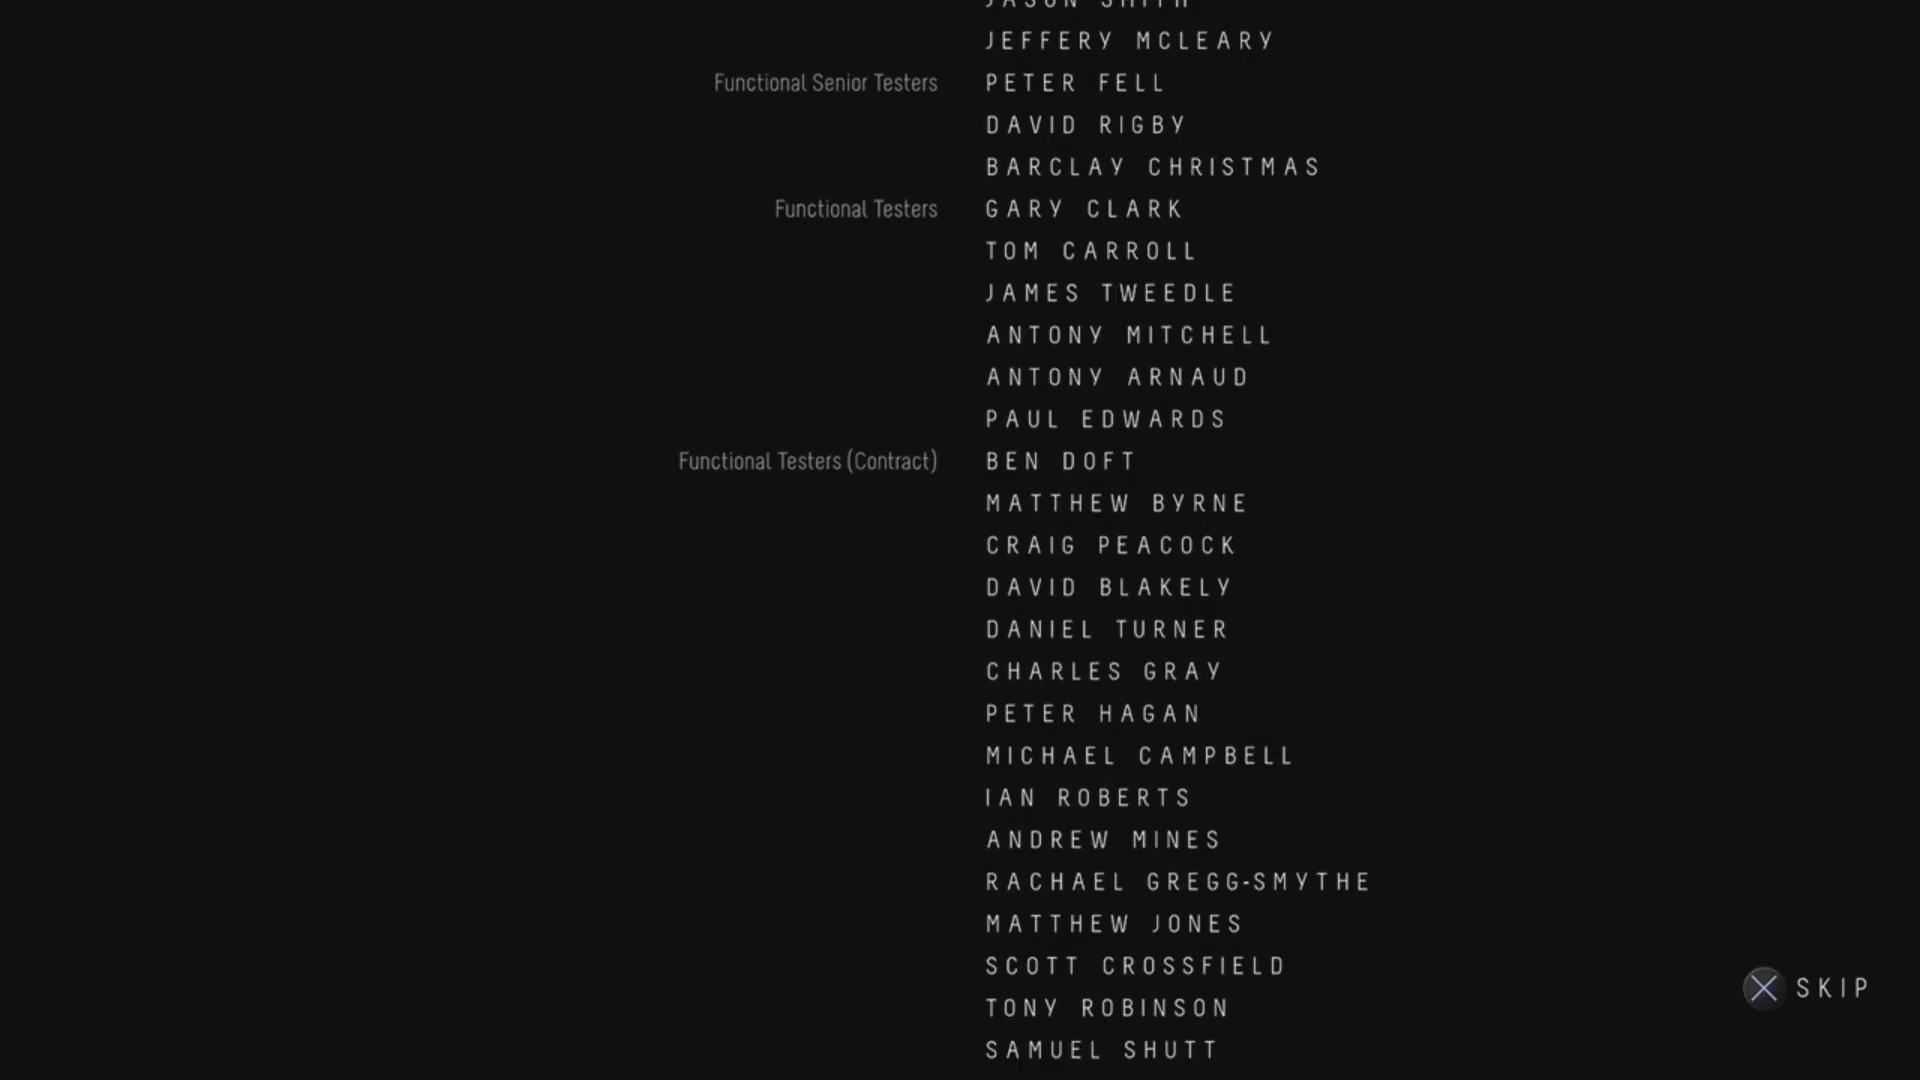 JASON SMITH
JEFFERY MCLEARY
Functional Senior Testers PETER FELL
DAVID RIGBY
BARCLAY CHRISTMAS
Functional Testers GARY CLARK
TOM CARROLL
JAMES TWEEDLE
ANTONY MITCHELL
ANTONY ARNAUD
PAUL EDWARDS
Functional Testers (Contract) BEN DOFT
MATTHEW BYRNE
CRAIG PEACOCK
DAVID BLAKELY
DANIEL TURNER
CHARLES GRAY
PETER HAGAN
MICHAEL CAMPBELL
IAN ROBERTS
ANDREW MINES
RACHAEL GREGG-SMYTHE
MATTHEW JONES
SCOTT CROSSFIELD
TONY ROBINSON
SAMUEL SHUTT
SKIP